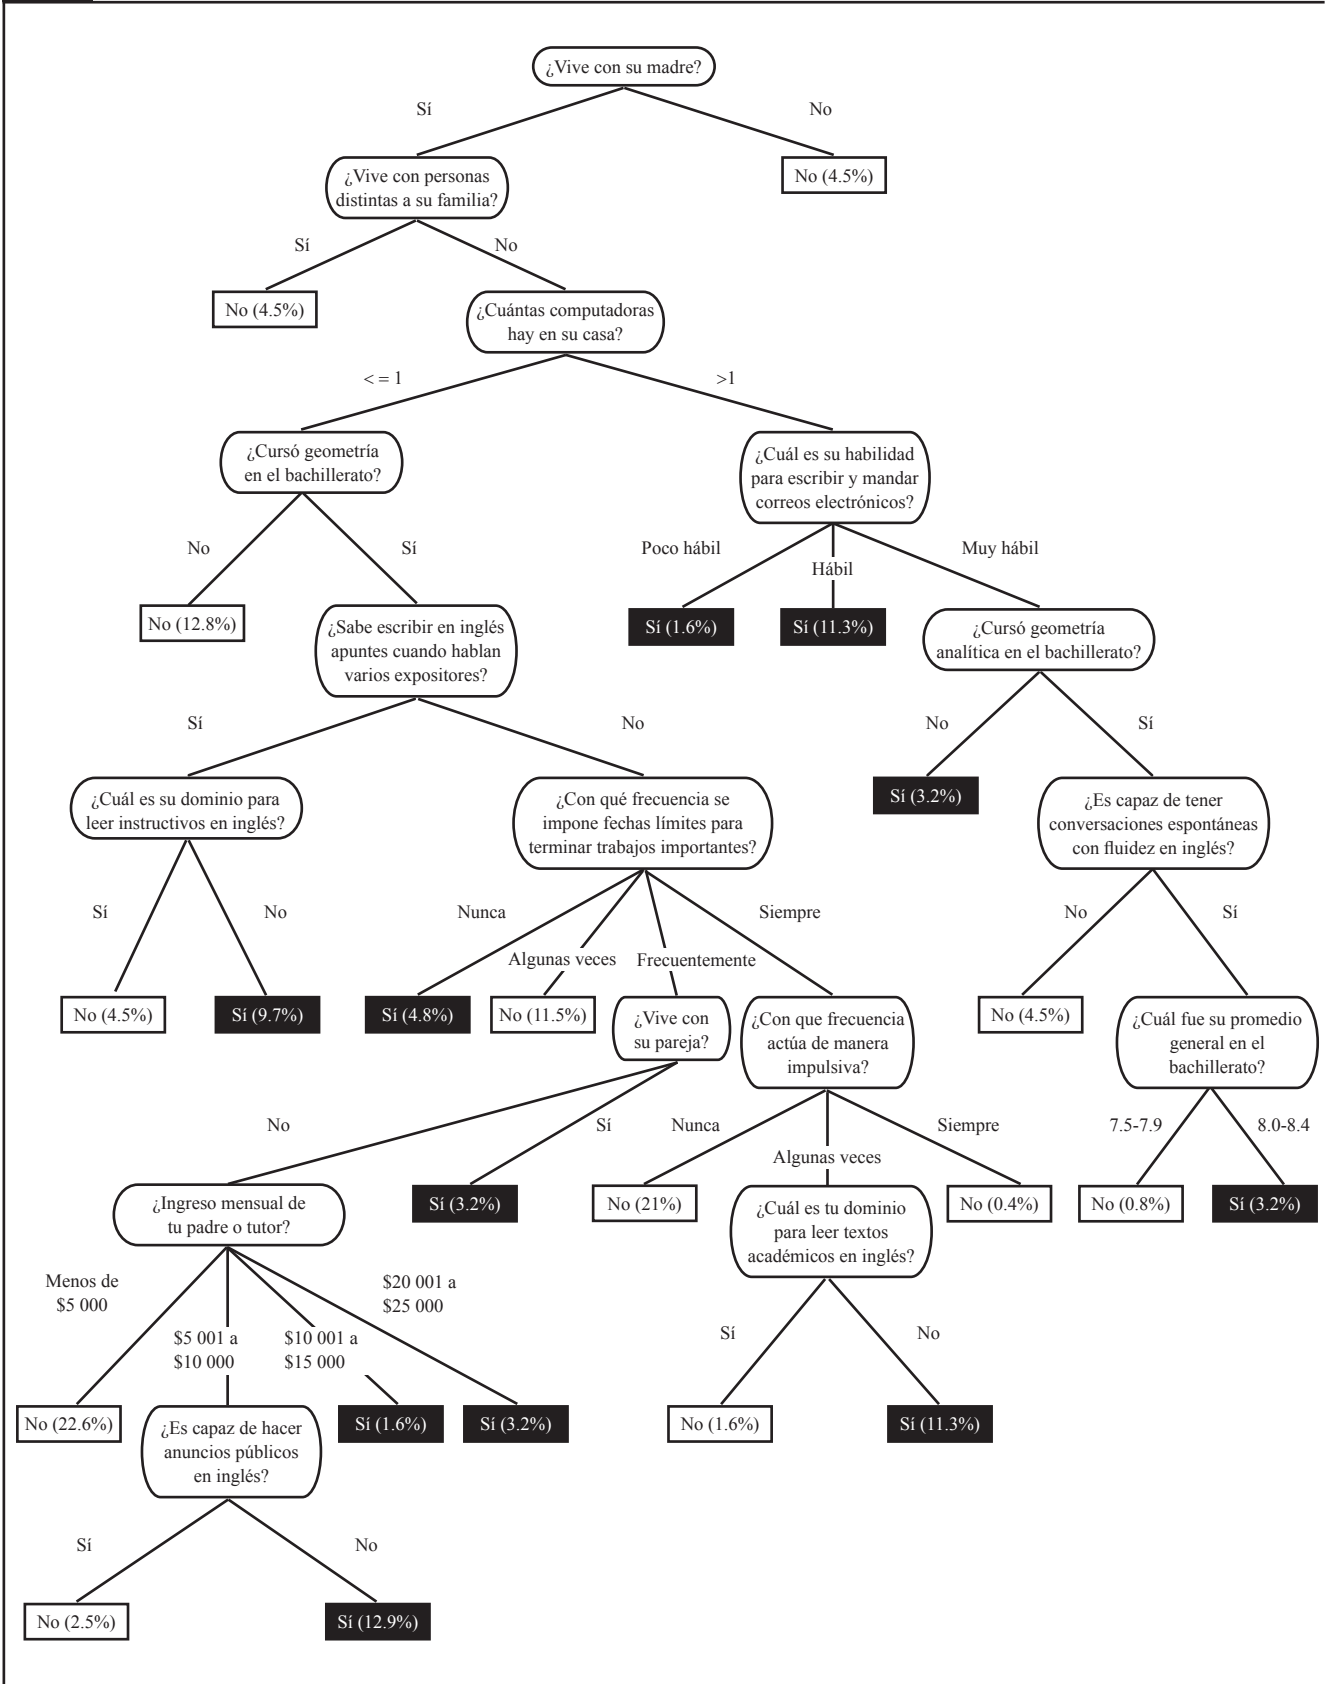 ¿Vive con su madre?
Sí
No
¿Vive con personas
distintas a su familia?
No (4.5%)
Sí
No
No (4.5%)
¿Cuántas computadoras
hay en su casa?
< = 1
>1
¿Cursó geometría
en el bachillerato?
¿Cuál es su habilidad
para escribir y mandar
correos electrónicos?
No
Sí
Poco hábil
Hábil
Muy hábil
No (12.8%)
¿Sabe escribir en inglés
apuntes cuando hablan
varios expositores?
Sí (1.6%)
Sí (11.3%)
¿Cursó geometría
analítica en el bachillerato?
Sí
No
No
Sí
¿Cuál es su dominio para
leer instructivos en inglés?
¿Con qué frecuencia se
impone fechas límites para
terminar trabajos importantes?
Sí (3.2%)
¿Es capaz de tener
conversaciones espontáneas
con fluidez en inglés?
Sí
No
Nunca
Algunas veces
Frecuentemente
Siempre
No
Sí
No (4.5%)
Sí (9.7%)
Sí (4.8%)
No (11.5%)
¿Vive con
su pareja?
¿Con que frecuencia
actúa de manera
impulsiva?
No (4.5%)
¿Cuál fue su promedio
general en el
bachillerato?
No
Sí
Nunca
Algunas veces
Siempre
7.5-7.9
8.0-8.4
¿Ingreso mensual de
tu padre o tutor?
Sí (3.2%)
No (21%)
¿Cuál es tu dominio
para leer textos
académicos en inglés?
No (0.4%)
No (0.8%)
Sí (3.2%)
Menos de
$5 000
$5 001 a
$10 000
$10 001 a
$15 000
$20 001 a
$25 000
Sí
No
No (22.6%)
¿Es capaz de hacer
anuncios públicos
en inglés?
Sí (1.6%)
Sí (3.2%)
No (1.6%)
Sí (11.3%)
Sí
No
No (2.5%)
Sí (12.9%)